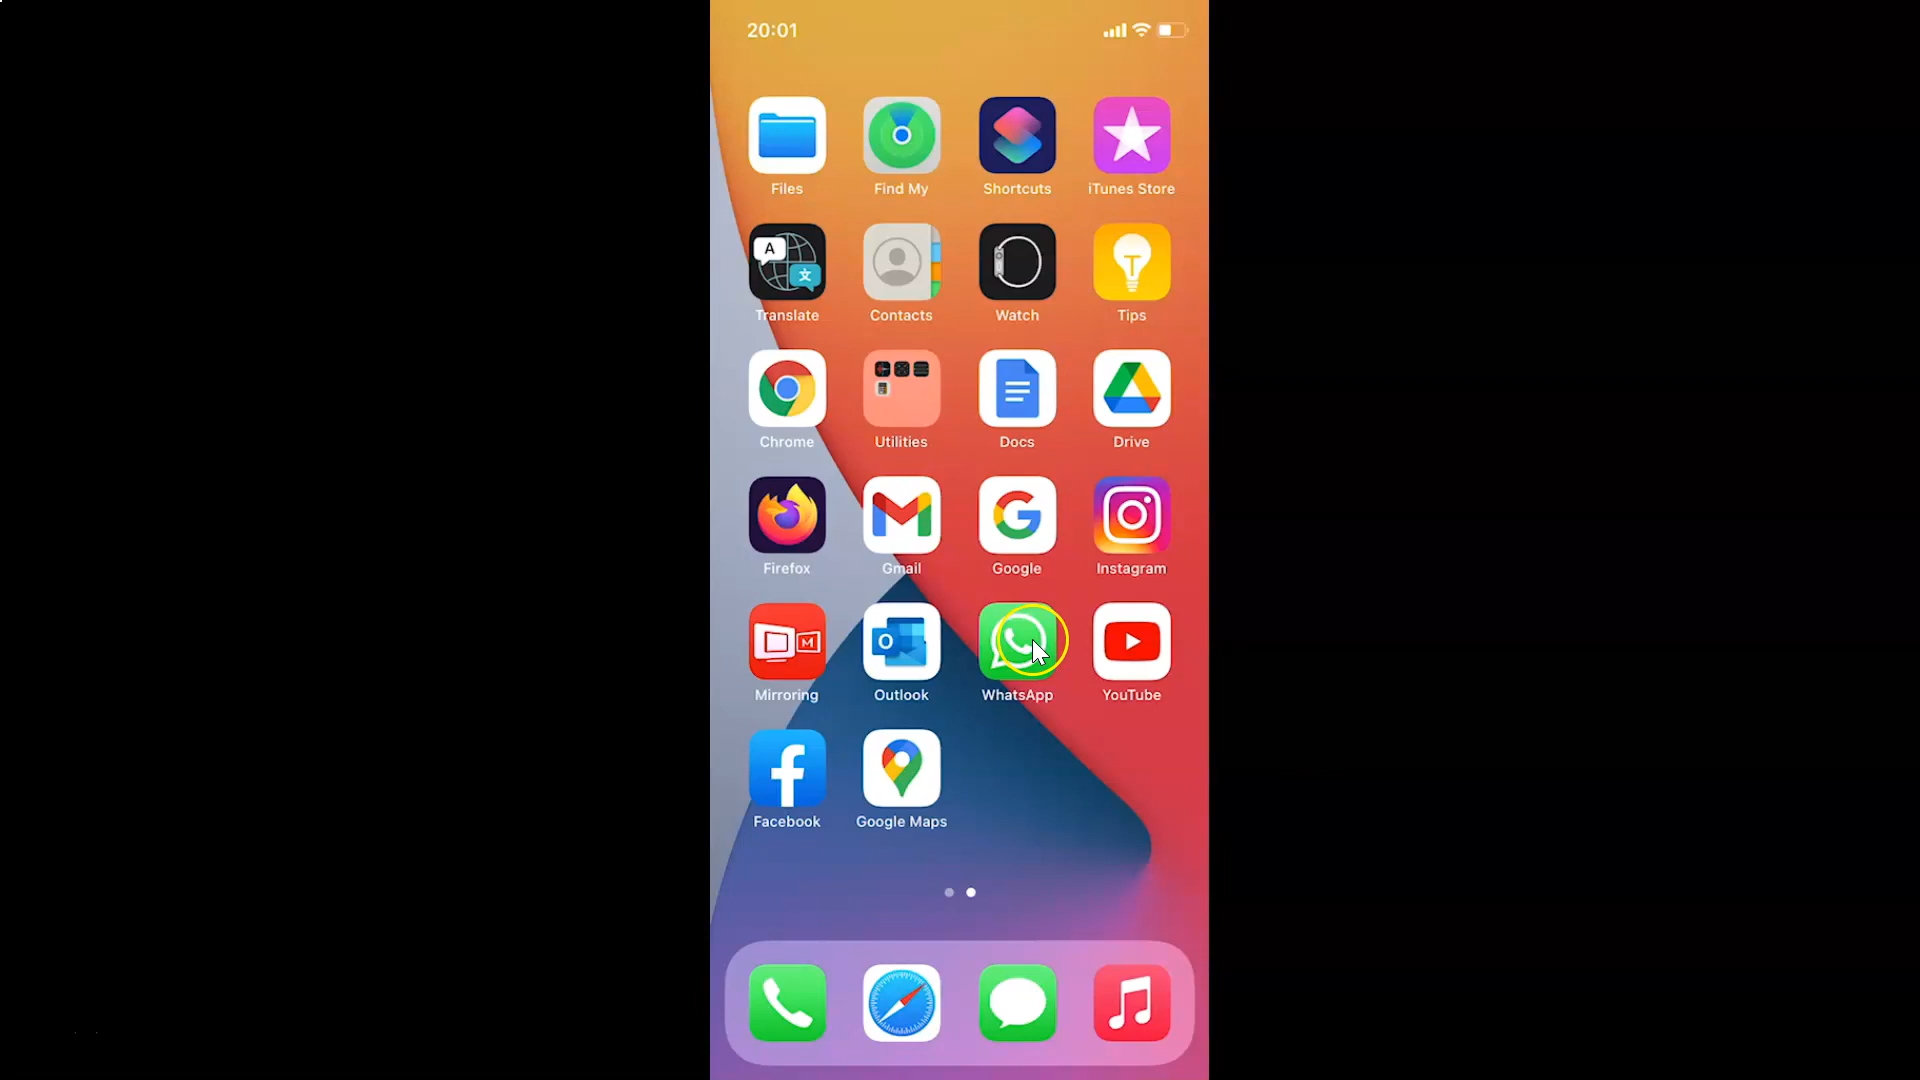 20:01
Files Find My Shortcuts iTunes Store
A 文 T
Translate Contacts Watch Tips
Chrome Utilities Docs Drive
G
Firefox Gmail Google Instagram
M O
Mirroring Outlook WhatsApp YouTube
f
Facebook Google Maps